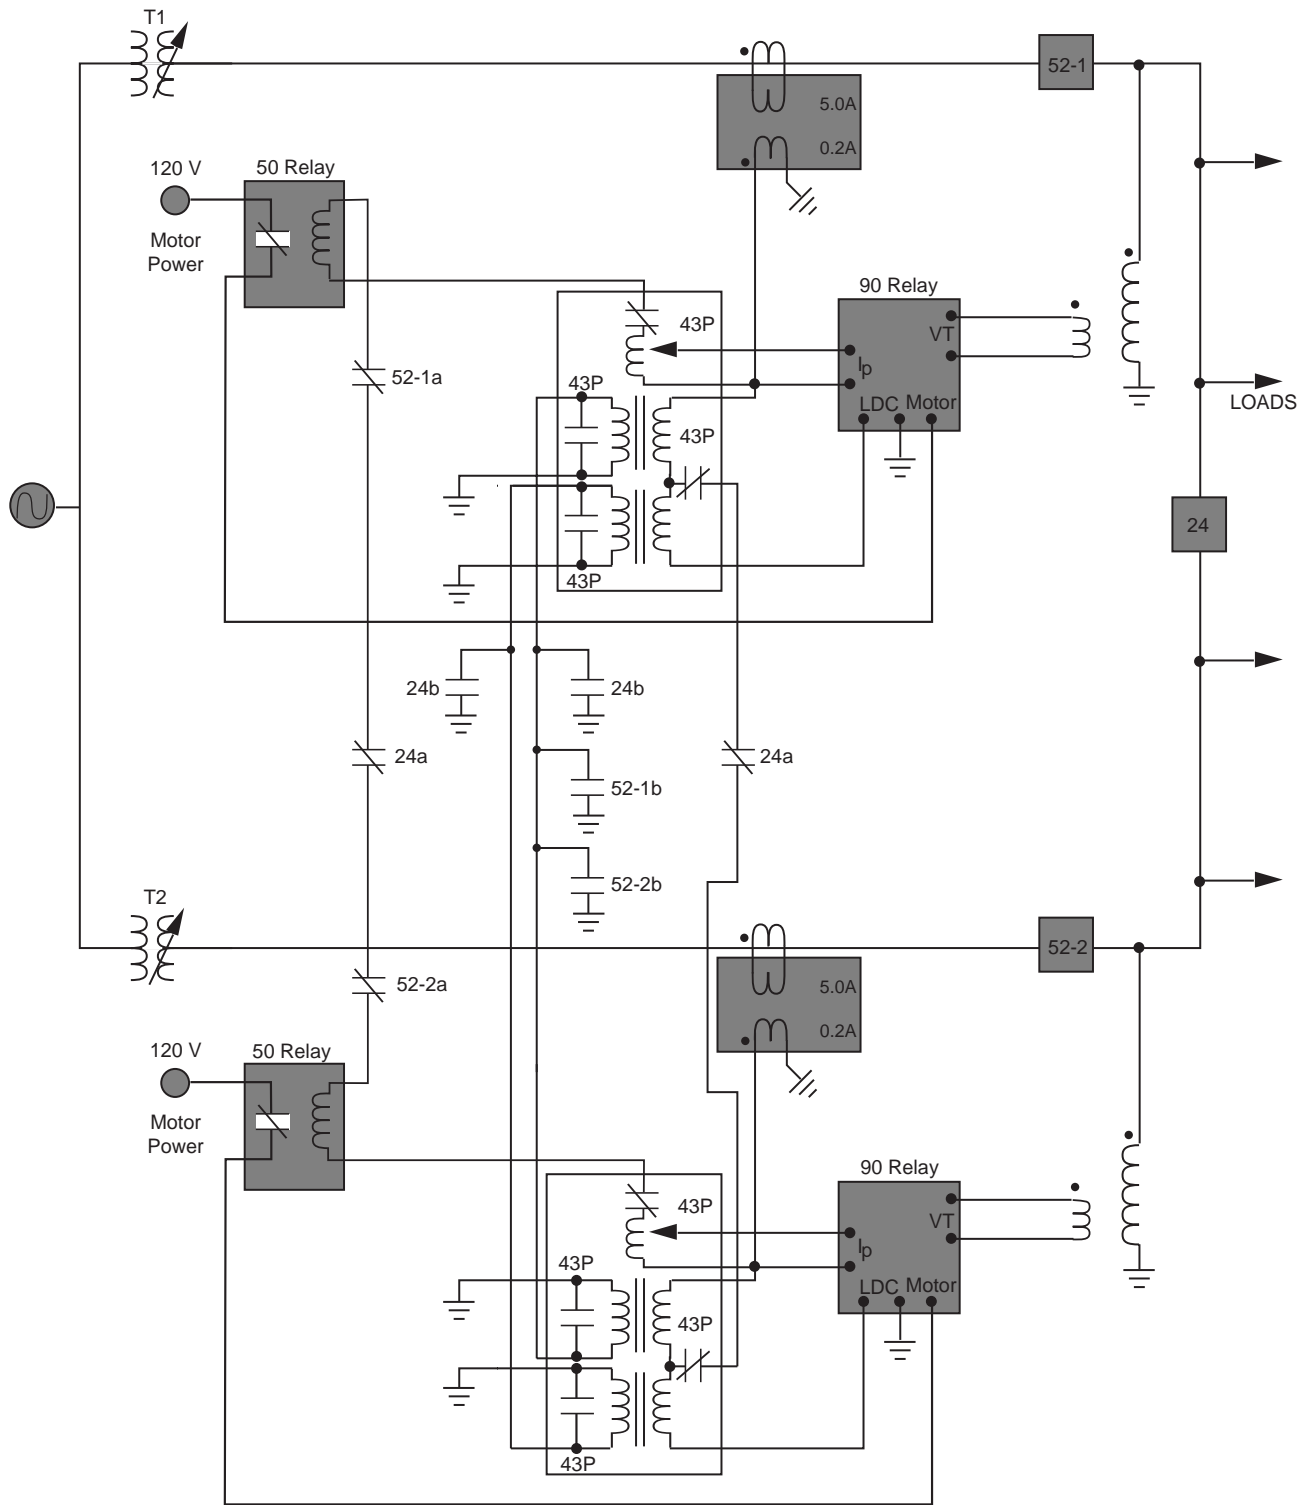 T1
52-1
5.0A
0.2A
120 V
50 Relay
Motor
Power
90 Relay
43P
VT
Ip
52-1a
43P
LDC Motor
LOADS
43P
24
43P
24b
24b
24a
24a
52-1b
52-2b
T2
52-2
52-2a
5.0A
0.2A
120 V
50 Relay
Motor
Power
90 Relay
43P
VT
Ip
43P
LDC Motor
43P
43P